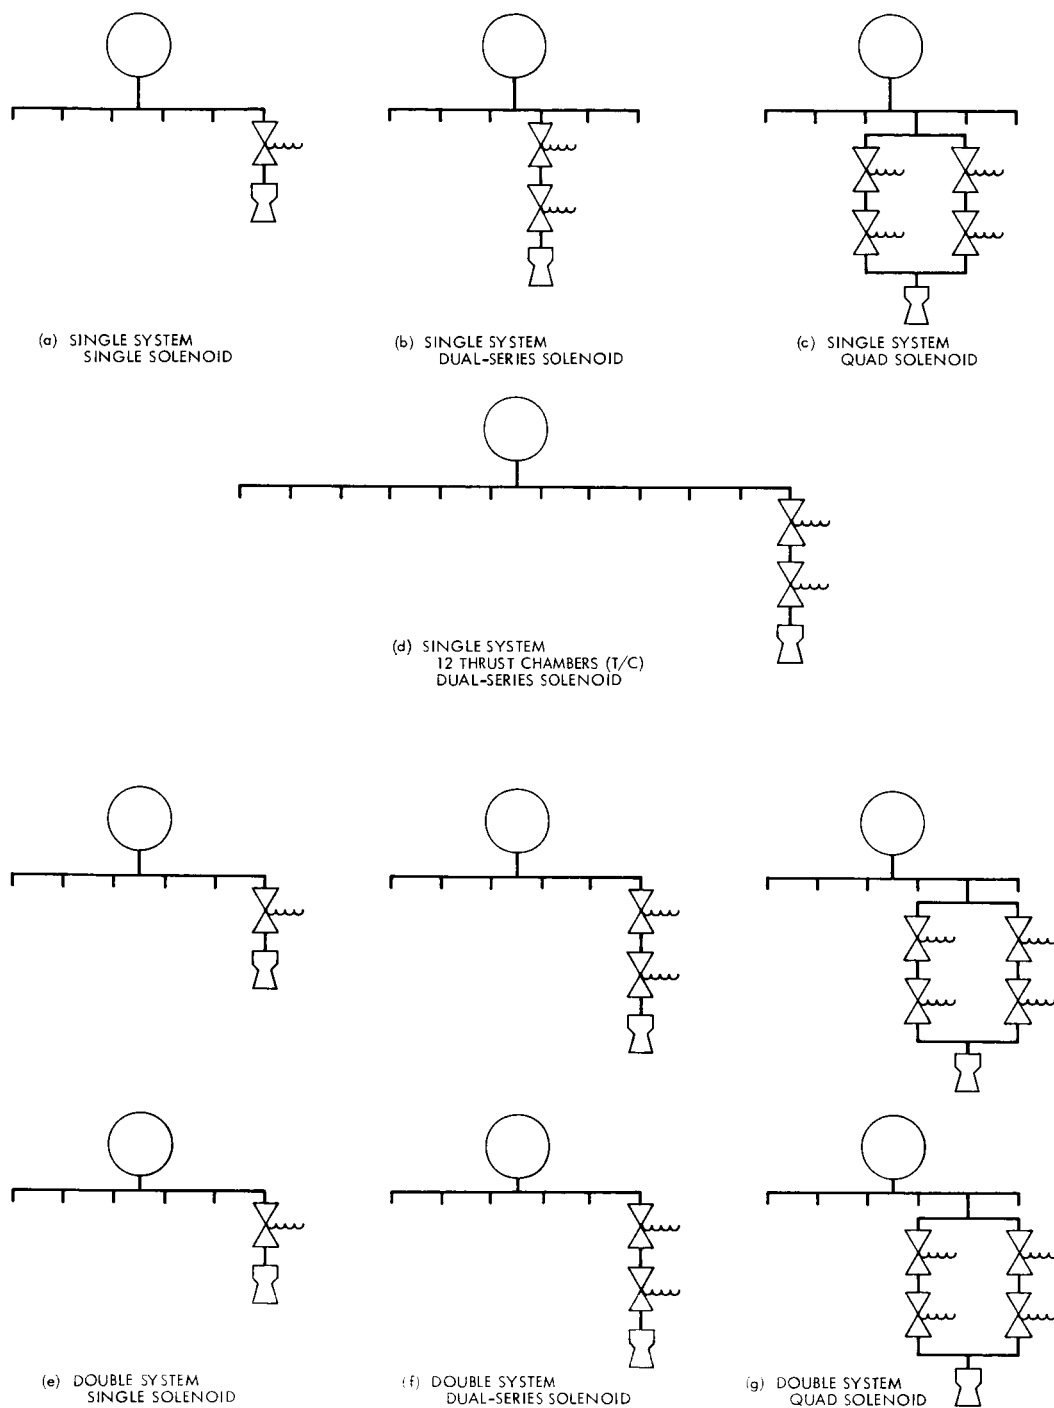 (a) SINGLE SYSTEM
SINGLE SOLENOID
(b) SINGLE SYSTEM
DUAL-SERIES SOLENOID
(c) SINGLE SYSTEM
QUAD SOLENOID
(d) SINGLE SYSTEM
12 THRUST CHAMBERS (T/C)
DUAL-SERIES SOLENOID
(e) DOUBLE SYSTEM
SINGLE SOLENOID
(f) DOUBLE SYSTEM
DUAL-SERIES SOLENOID
(g) DOUBLE SYSTEM
QUAD SOLENOID